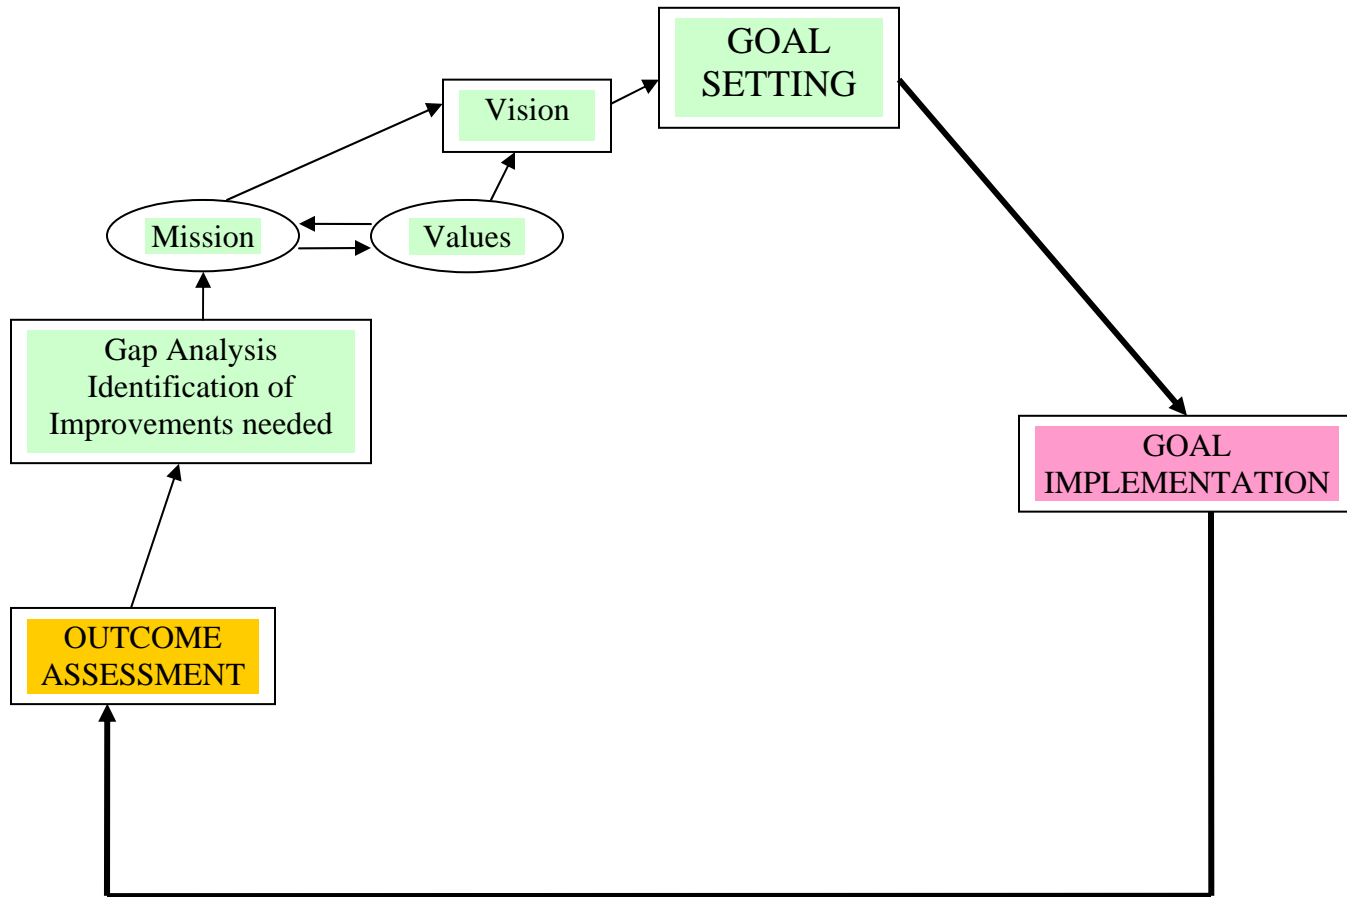 GOAL
SETTING
Vision
Mission
Values
Gap Analysis
Identification of
Improvements needed
GOAL
IMPLEMENTATION
OUTCOME
ASSESSMENT